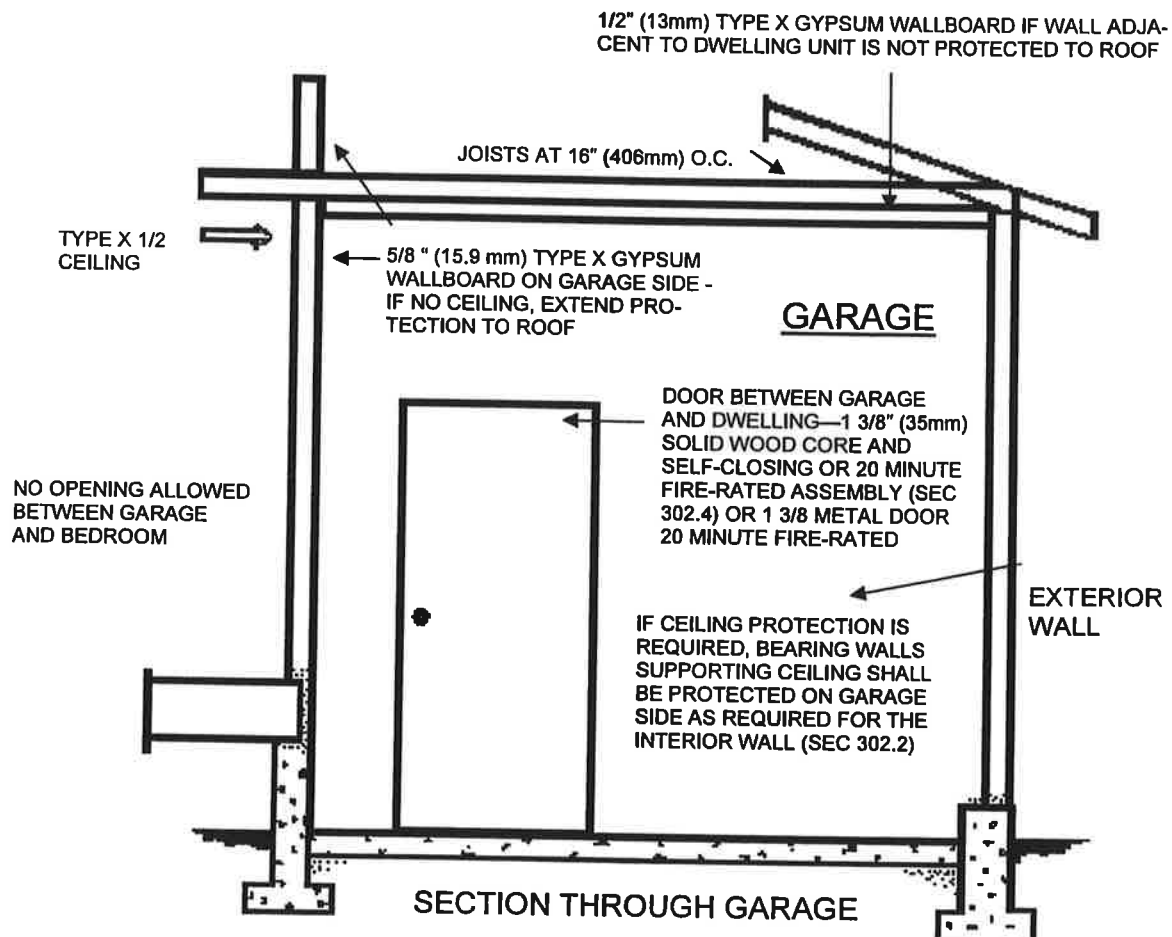 1/2" (13mm) TYPE X GYPSUM WALLBOARD IF WALL ADJA-
CENT TO DWELLING UNIT IS NOT PROTECTED TO ROOF
JOISTS AT 16" (406mm) O.C.
TYPE X 1/2
CEILING
5/8 " (15.9 mm) TYPE X GYPSUM
WALLBOARD ON GARAGE SIDE -
IF NO CEILING, EXTEND PRO-
TECTION TO ROOF
GARAGE
DOOR BETWEEN GARAGE
AND DWELLING—1 3/8" (35mm)
SOLID WOOD CORE AND
SELF-CLOSING OR 20 MINUTE
FIRE-RATED ASSEMBLY (SEC
302.4) OR 1 3/8 METAL DOOR
20 MINUTE FIRE-RATED
NO OPENING ALLOWED
BETWEEN GARAGE
AND BEDROOM
EXTERIOR
WALL
IF CEILING PROTECTION IS
REQUIRED, BEARING WALLS
SUPPORTING CEILING SHALL
BE PROTECTED ON GARAGE
SIDE AS REQUIRED FOR THE
INTERIOR WALL (SEC 302.2)
SECTION THROUGH GARAGE